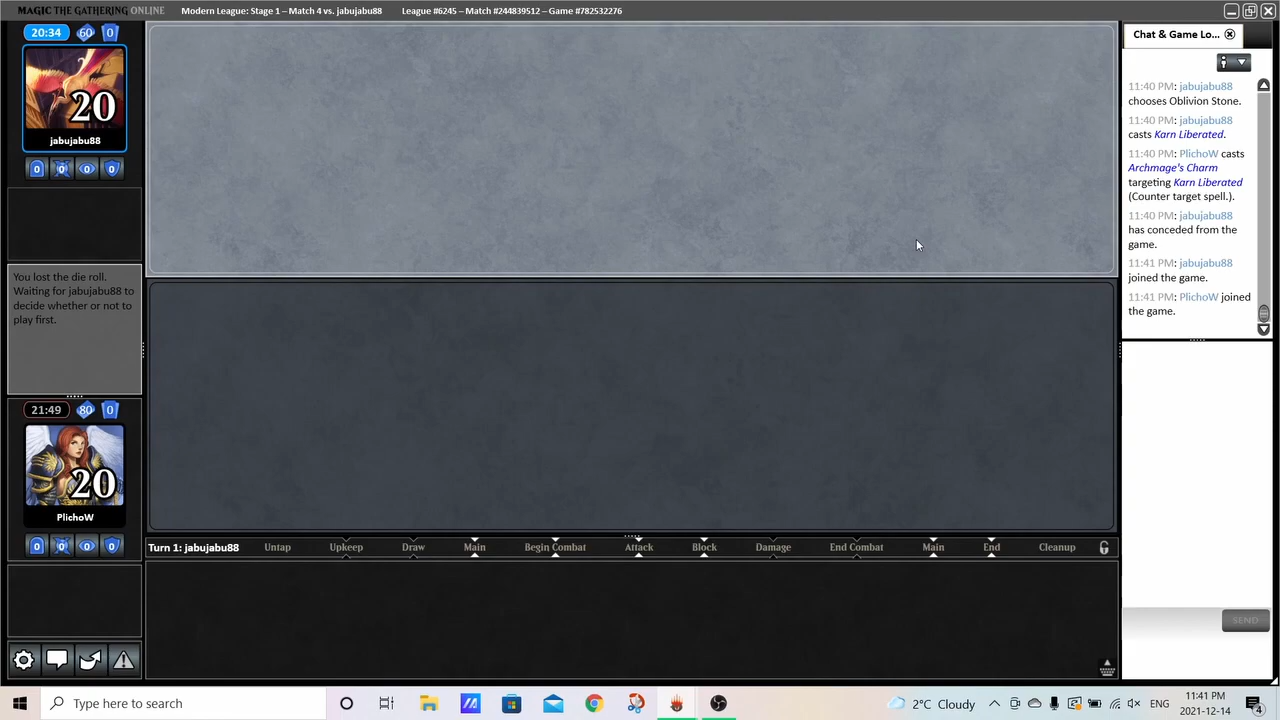 MAGIC THE GATHERING ONLINE
Modern League: Stage 1 – Match 4 vs. jabujabu88
League #6245 – Match #244839512 – Game #782532276
20:34
60
0
20
jabujabu88
0
0
0
0
You lost the die roll.
Waiting for jabujabu88 to
decide whether or not to
play first.
21:49
80
0
20
PlichoW
0
0
0
0
Turn 1: jabujabu88
Untap
Upkeep
Draw
Main
Begin Combat
Attack
Block
Damage
End Combat
Main
End
Cleanup
Chat & Game Lo...
11:40 PM: jabujabu88
chooses Oblivion Stone.
11:40 PM: jabujabu88
casts Karn Liberated.
11:40 PM: PlichoW casts
Archmage's Charm
targeting Karn Liberated
(Counter target spell.).
11:40 PM: jabujabu88
has conceded from the
game.
11:41 PM: jabujabu88
joined the game.
11:41 PM: PlichoW joined
the game.
SEND
Type here to search
2°C Cloudy
ENG
11:41 PM
2021-12-14
4